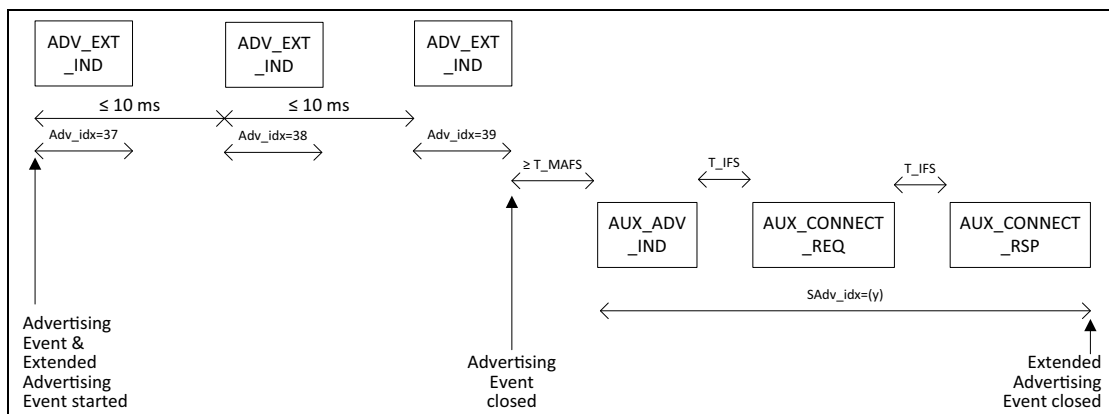 ADV_EXT
_IND
ADV_EXT
_IND
ADV_EXT
_IND
≤ 10 ms
≤ 10 ms
Adv_idx=37
Adv_idx=38
Adv_idx=39
≥ T_MAFS
T_IFS
T_IFS
AUX_ADV
_IND
AUX_CONNECT
_REQ
AUX_CONNECT
_RSP
SAdv_idx=(y)
Advertising
Event &
Extended
Advertising
Event started
Advertising
Event
closed
Extended
Advertising
Event closed